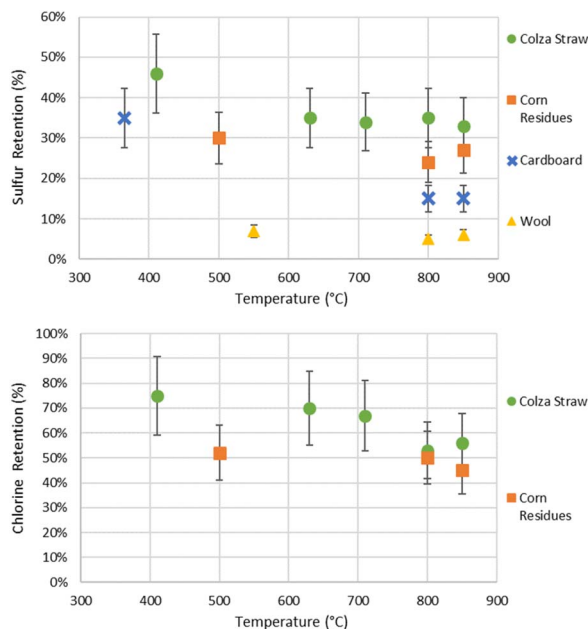 60%
50%
40%
30%
20%
10%
0%
Sulfur Retention (%)
300 400 500 600 700 800 900
Temperature (°C)
Colza Straw
Corn
Residues
Cardboard
Wool
100%
90%
80%
70%
60%
50%
40%
30%
20%
10%
0%
Chlorine Retention (%)
300 400 500 600 700 800 900
Temperature (°C)
Colza Straw
Corn
Residues